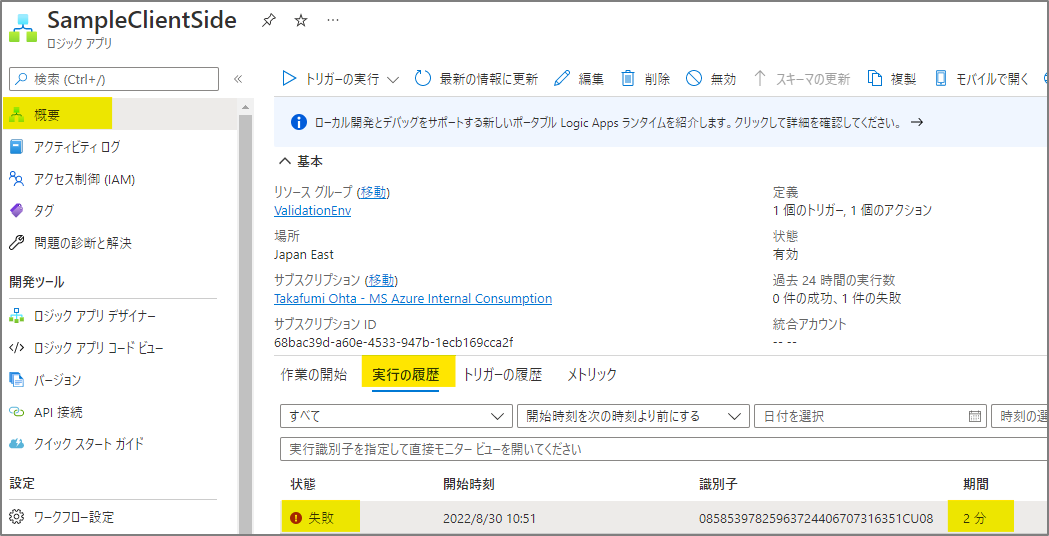 SampleClientSide
ロジック アプリ
検索 (Ctrl+/)
概要
アクティビティ ログ
アクセス制御 (IAM)
タグ
問題の診断と解決
開発ツール
ロジック アプリ デザイナー
ロジック アプリ コード ビュー
バージョン
API 接続
クイック スタート ガイド
設定
ワークフロー設定
トリガーの実行 最新の情報に更新 編集 削除 無効 スキーマの更新 複製 モバイルで開く
ローカル開発とデバッグをサポートする新しいポータブル Logic Apps ランタイムを紹介します。クリックして詳細を確認してください。 →
基本
リソース グループ (移動)
ValidationEnv
場所
Japan East
サブスクリプション (移動)
Takafumi Ohta - MS Azure Internal Consumption
サブスクリプション ID
68bac39d-a60e-4533-947b-1ecb169cca2f
定義
1 個のトリガー, 1 個のアクション
状態
有効
過去 24 時間の実行数
0 件の成功、1 件の失敗
統合アカウント
-- --
作業の開始 実行の履歴 トリガーの履歴 メトリック
すべて 開始時刻を次の時刻より前にする 日付を選択 時刻の選
実行識別子を指定して直接モニター ビューを開いてください
状態 開始時刻 識別子 期間
失敗 2022/8/30 10:51 08585397825963724406707316351CU08 2 分